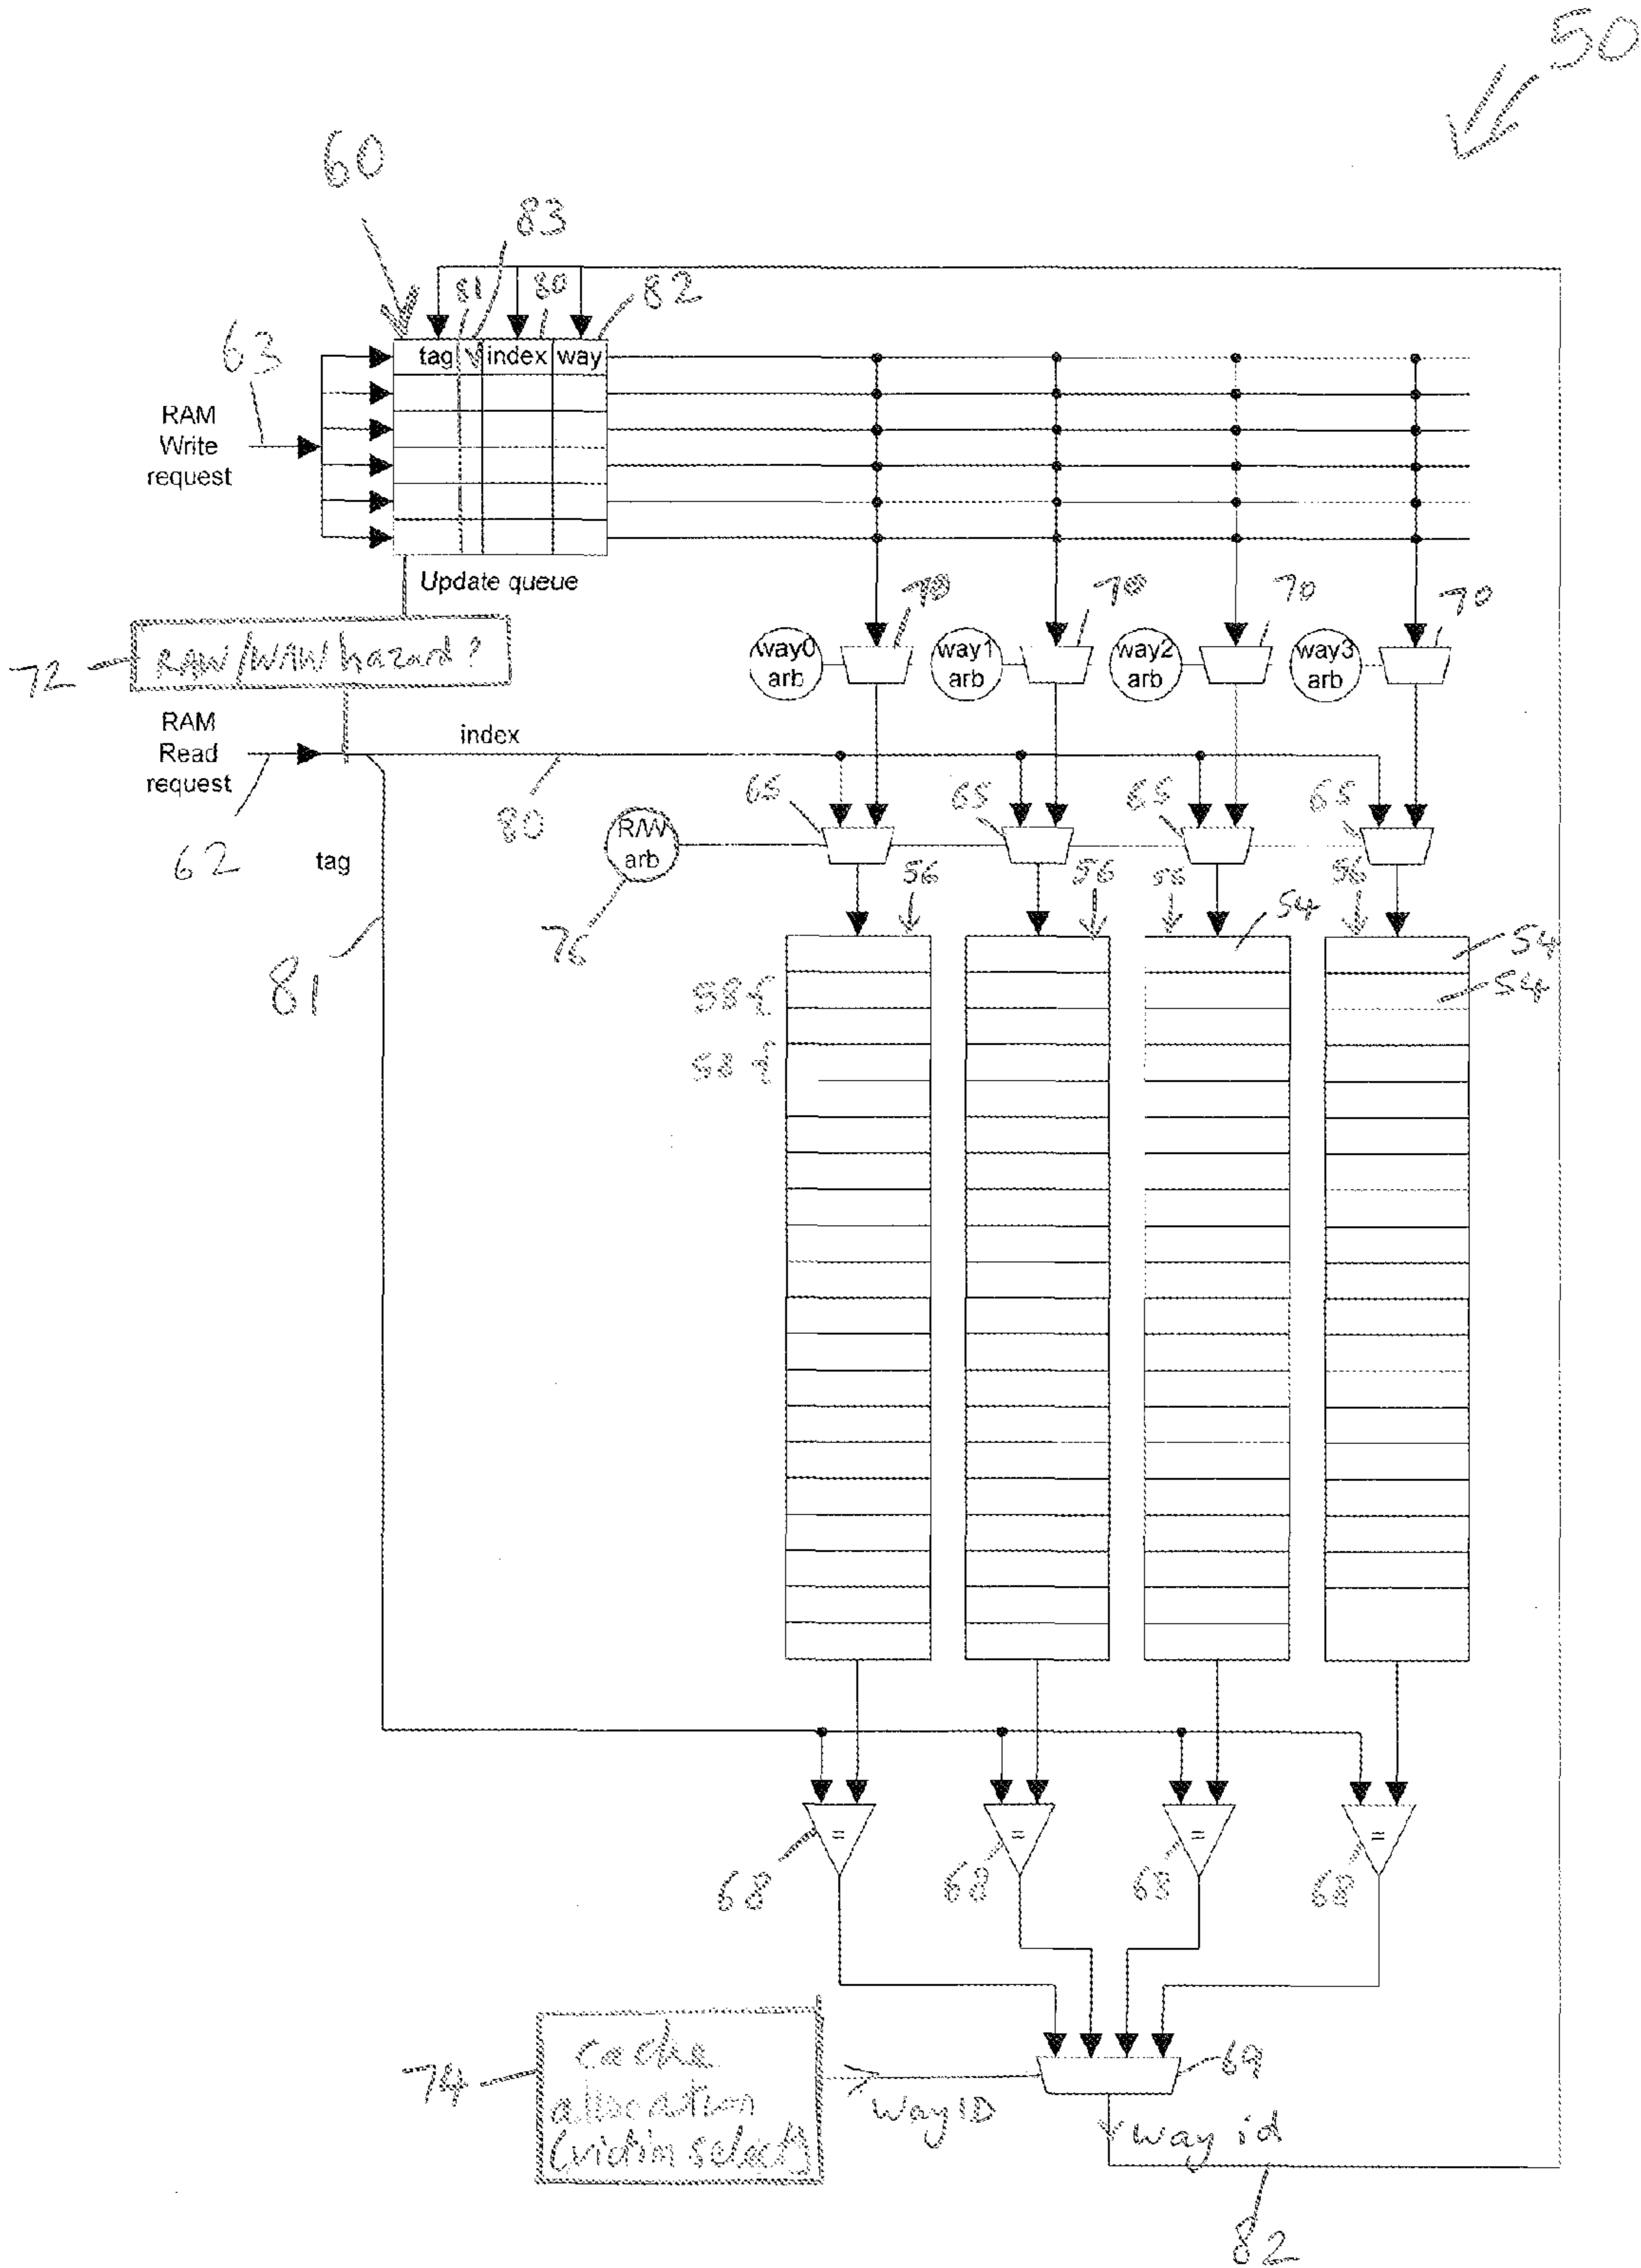 50
60
83
81 80 82
63
tag V index way
RAM
Write
request
Update queue
70 70 70 70
72
RAW/WAW hazard?
way0
arb
way1
arb
way2
arb
way3
arb
RAM
Read
request
index
80
62
tag
81
65 65 65 65
R/W
arb
76
56 56 56 56
54 54
54
58{
58{
= = = =
68 68 68 68
74
cache
allocation
(victim select)
Way ID
69
way id
82